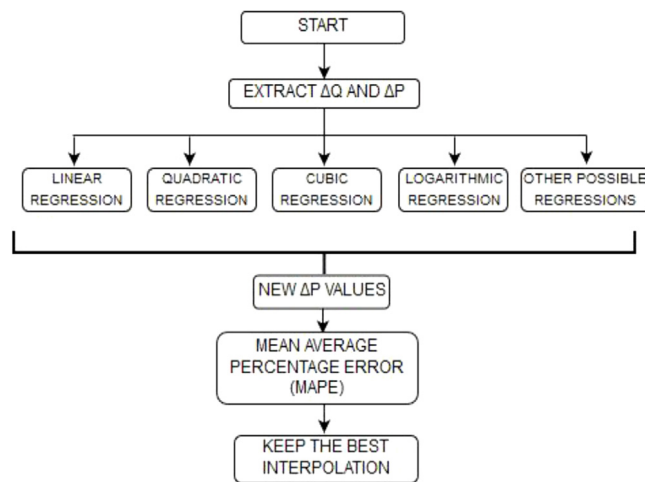 START
EXTRACT ΔQ AND ΔP
LINEAR
REGRESSION
QUADRATIC
REGRESSION
CUBIC
REGRESSION
LOGARITHMIC
REGRESSION
OTHER POSSIBLE
REGRESSIONS
NEW ΔP VALUES
MEAN AVERAGE
PERCENTAGE ERROR
(MAPE)
KEEP THE BEST
INTERPOLATION